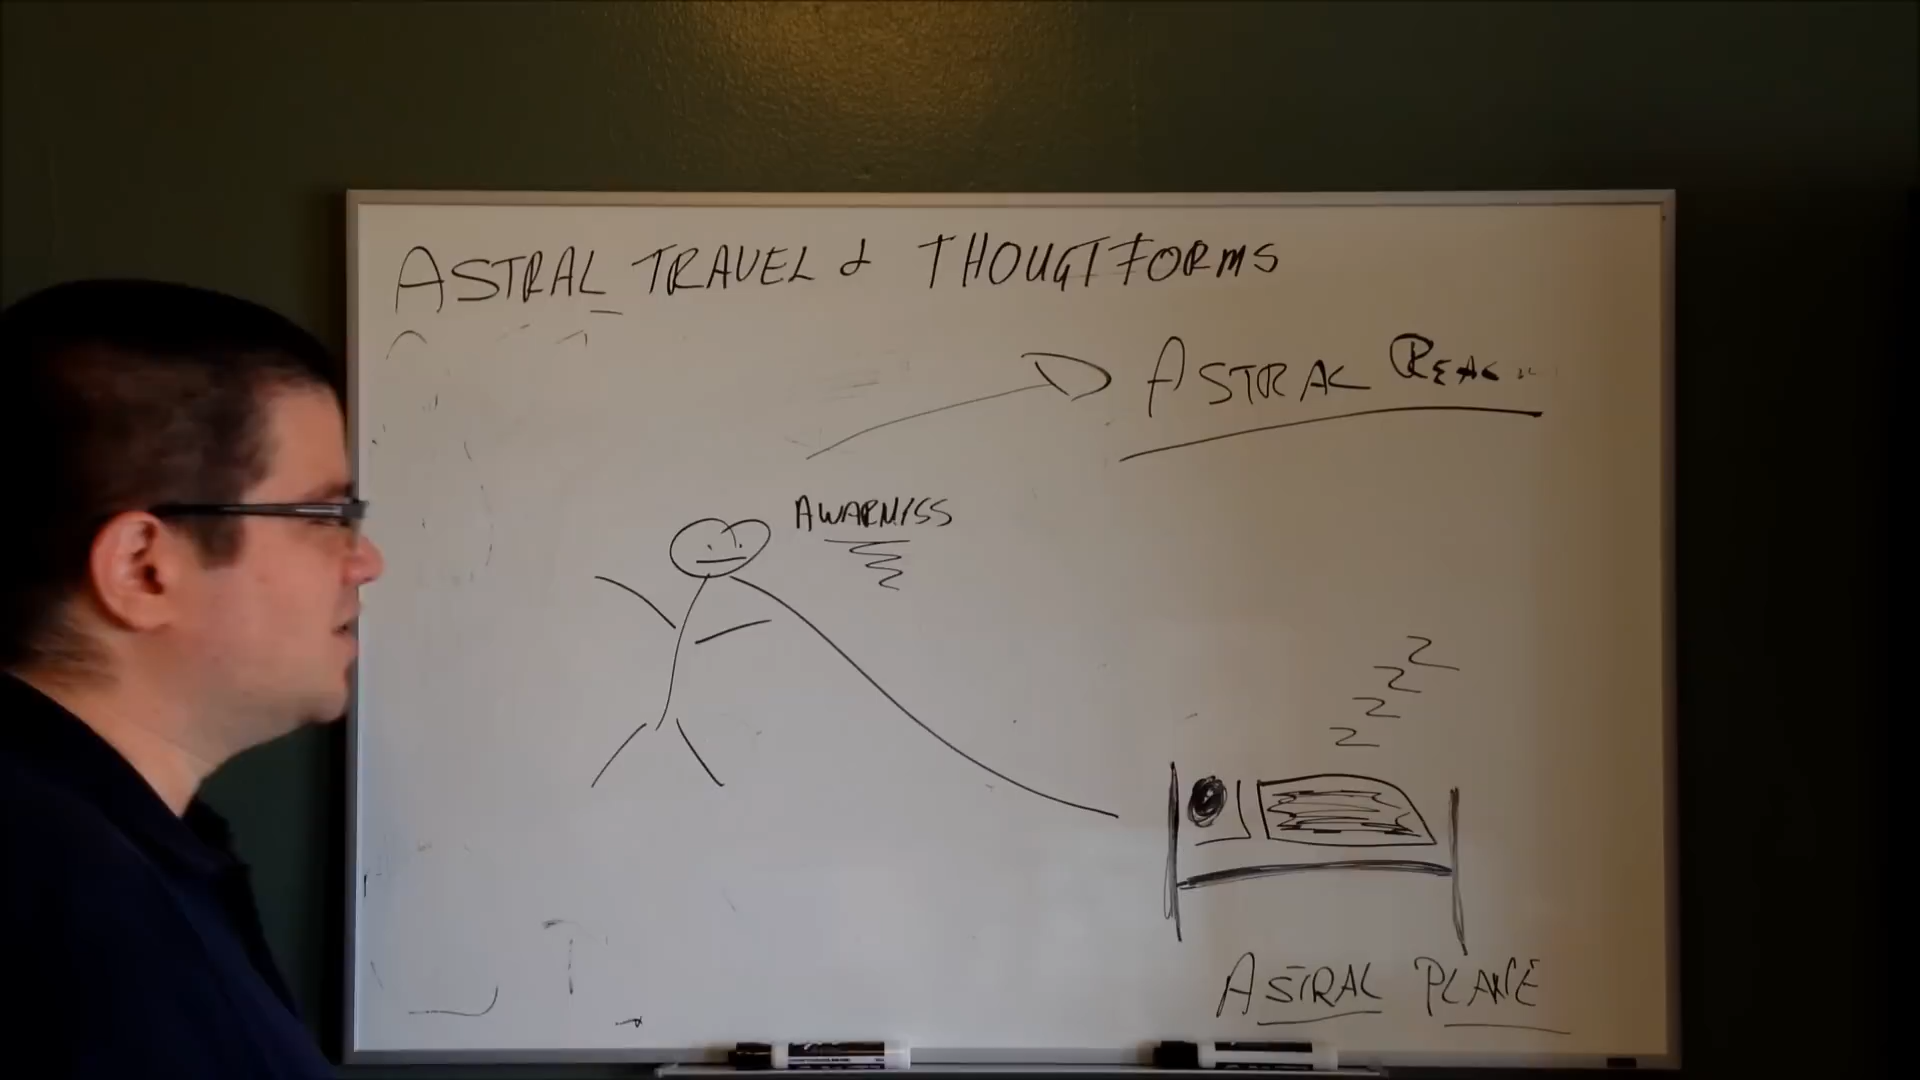 ASTRAL TRAVEL & THOUGTFORMS
ASTRAL
AWARNISS
Z
Z
Z
Z
ASTRAL PLANE